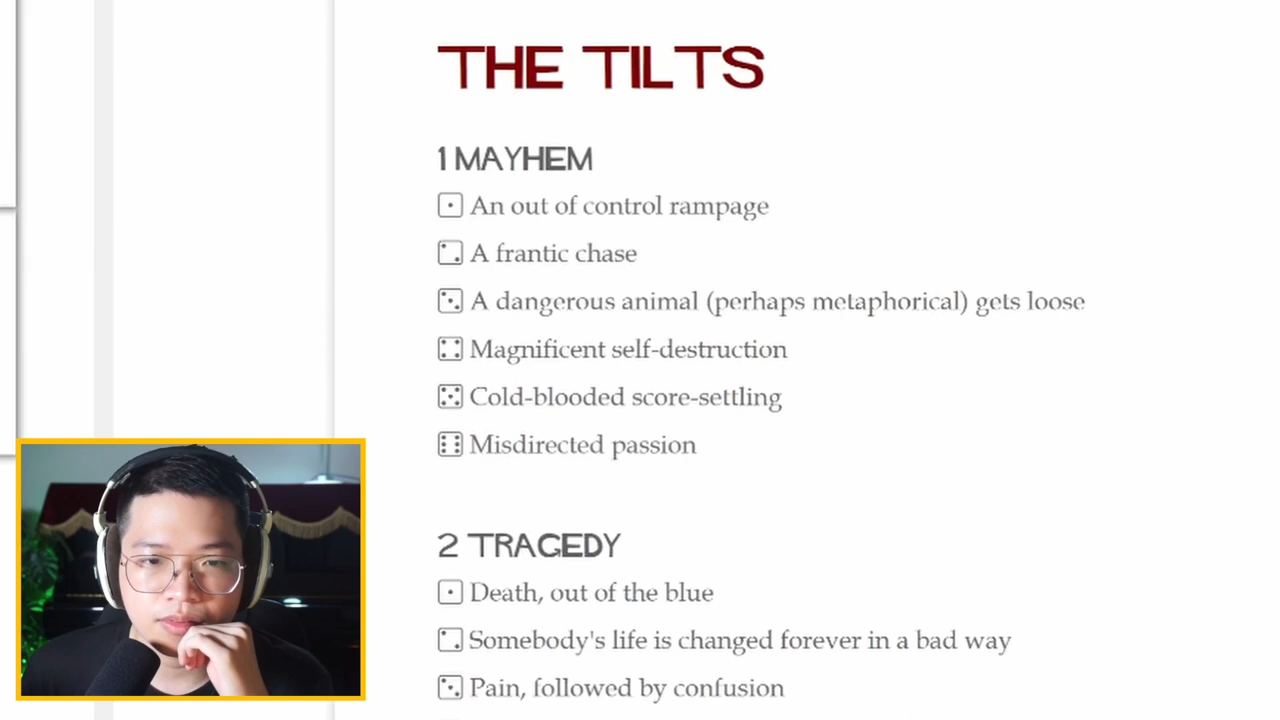 THE TILTS
1 MAYHEM
An out of control rampage
A frantic chase
A dangerous animal (perhaps metaphorical) gets loose
Magnificent self-destruction
Cold-blooded score-settling
Misdirected passion
2 TRAGEDY
Death, out of the blue
Somebody's life is changed forever in a bad way
Pain, followed by confusion